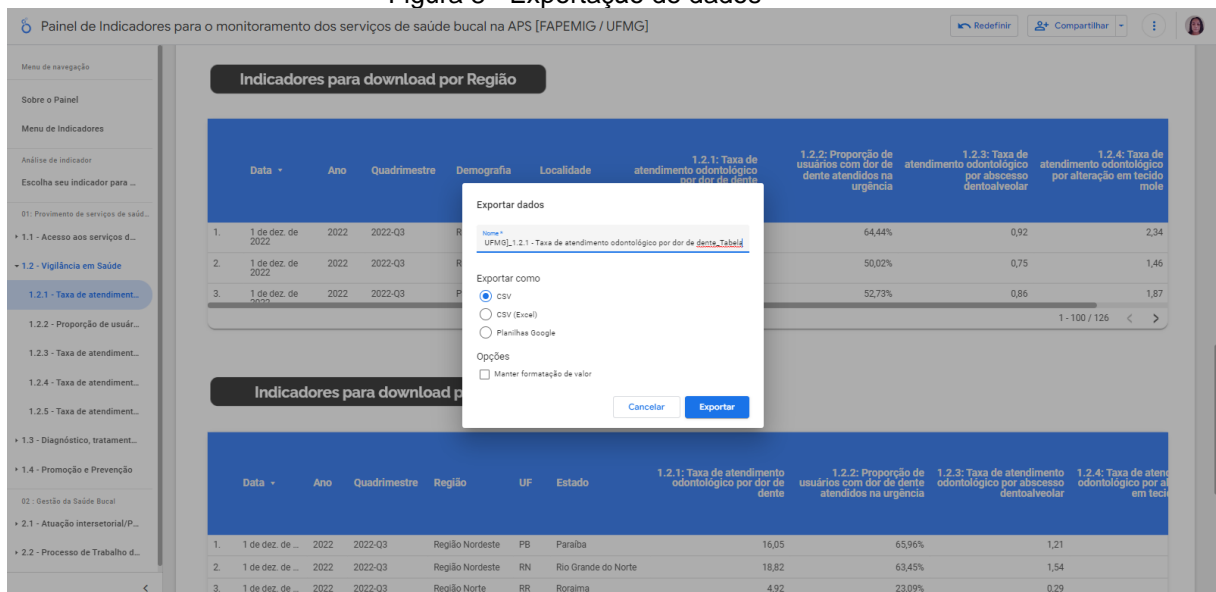 Figura 8 - Exportação de dados
Painel de Indicadores para o monitoramento dos serviços de saúde bucal na APS [FAPEMIG / UFMG]
Redefinir
Compartilhar
Menu de navegação
Sobre o Painel
Menu de Indicadores
Análise de indicador
Escolha seu indicador para ...
01: Provimento de serviços de saúd...
1.1 - Acesso aos serviços d...
1.2 - Vigilância em Saúde
1.2.1 - Taxa de atendiment...
1.2.2 - Proporção de usuár...
1.2.3 - Taxa de atendiment...
1.2.4 - Taxa de atendiment...
1.2.5 - Taxa de atendiment...
1.3 - Diagnóstico, tratament...
1.4 - Promoção e Prevenção
02 : Gestão da Saúde Bucal
2.1 - Atuação intersetorial/P...
2.2 - Processo de Trabalho d...
Indicadores para download por Região
Data Ano Quadrimestre Demografia Localidade 1.2.1: Taxa de atendimento odontológico por dor de dente 1.2.2: Proporção de usuários com dor de dente atendidos na urgência 1.2.3: Taxa de atendimento odontológico por abscesso dentoalveolar 1.2.4: Taxa de atendimento odontológico por alteração em tecido mole
1. 1 de dez. de 2022 2022 2022-Q3 R 64,44% 0,92 2,34
2. 1 de dez. de 2022 2022 2022-Q3 R 50,02% 0,75 1,46
3. 1 de dez. de 2022 2022 2022-Q3 P 52,73% 0,86 1,87
1 - 100 / 126
Exportar dados
Nome *
UFMG]_1.2.1 - Taxa de atendimento odontológico por dor de dente_Tabela
Exportar como
CSV
CSV (Excel)
Planilhas Google
Opções
Manter formatação de valor
Cancelar Exportar
Indicadores para download p
Data Ano Quadrimestre Região UF Estado 1.2.1: Taxa de atendimento odontológico por dor de dente 1.2.2: Proporção de usuários com dor de dente atendidos na urgência 1.2.3: Taxa de atendimento odontológico por abscesso dentoalveolar 1.2.4: Taxa de atend odontológico por al em teci
1. 1 de dez. de ... 2022 2022-Q3 Região Nordeste PB Paraíba 16,05 65,96% 1,21
2. 1 de dez. de ... 2022 2022-Q3 Região Nordeste RN Rio Grande do Norte 18,82 63,45% 1,54
3. 1 de dez. de ... 2022 2022-Q3 Região Norte RR Roraima 4,92 23,09% 0,29